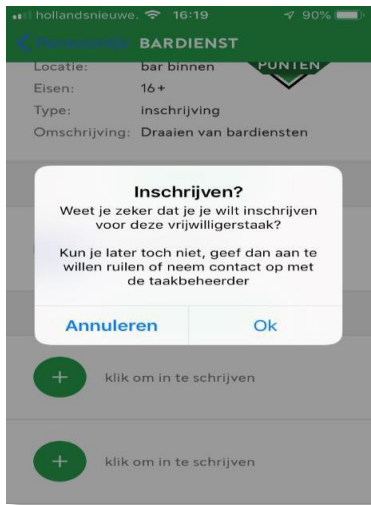 hollandsnieuwe. 16:19 90%
BARDIENST
Locatie: bar binnen
PUNTEN
Eisen: 16+
Type: inschrijving
Omschrijving: Draaien van bardiensten
Inschrijven?
Weet je zeker dat je je wilt inschrijven
voor deze vrijwilligerstaak?
Kun je later toch niet, geef dan aan te
willen ruilen of neem contact op met
de taakbeheerder
Annuleren Ok
klik om in te schrijven
klik om in te schrijven